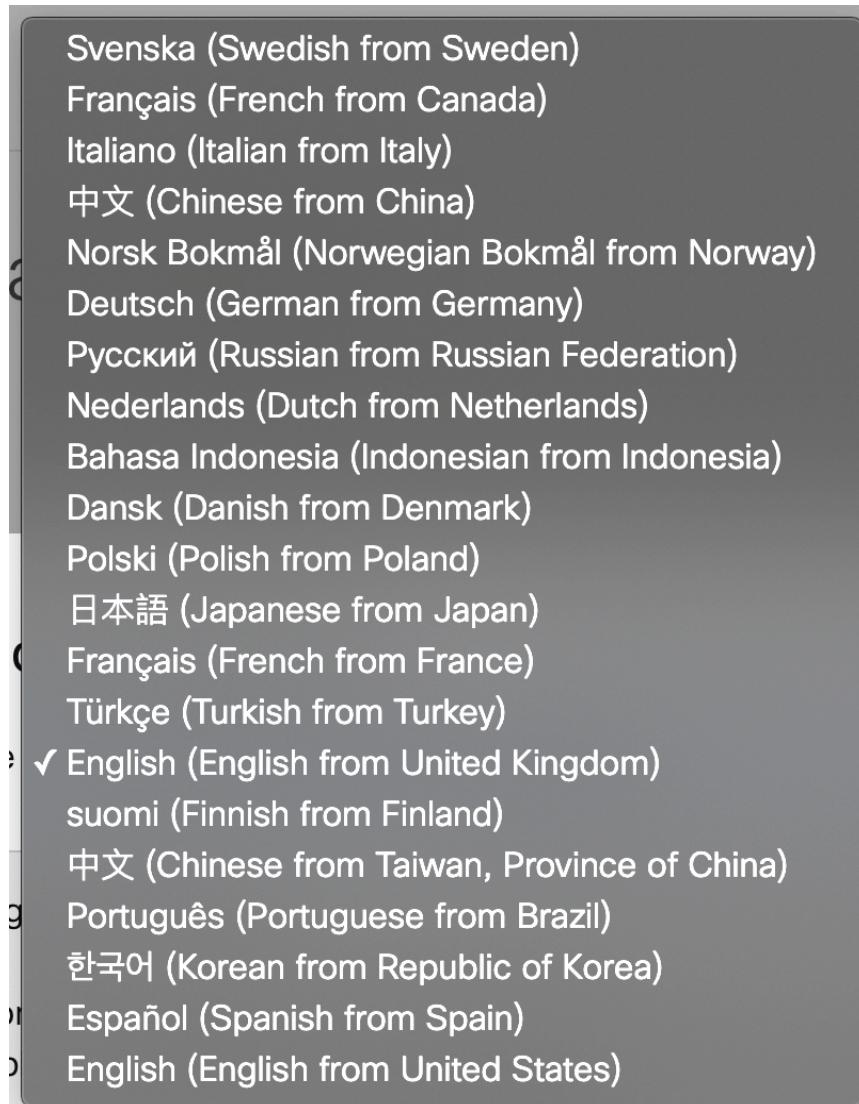 Svenska (Swedish from Sweden)
Français (French from Canada)
Italiano (Italian from Italy)
中文 (Chinese from China)
Norsk Bokmål (Norwegian Bokmål from Norway)
Deutsch (German from Germany)
Русский (Russian from Russian Federation)
Nederlands (Dutch from Netherlands)
Bahasa Indonesia (Indonesian from Indonesia)
Dansk (Danish from Denmark)
Polski (Polish from Poland)
日本語 (Japanese from Japan)
Français (French from France)
Türkçe (Turkish from Turkey)
✓ English (English from United Kingdom)
suomi (Finnish from Finland)
中文 (Chinese from Taiwan, Province of China)
Português (Portuguese from Brazil)
한국어 (Korean from Republic of Korea)
Español (Spanish from Spain)
English (English from United States)